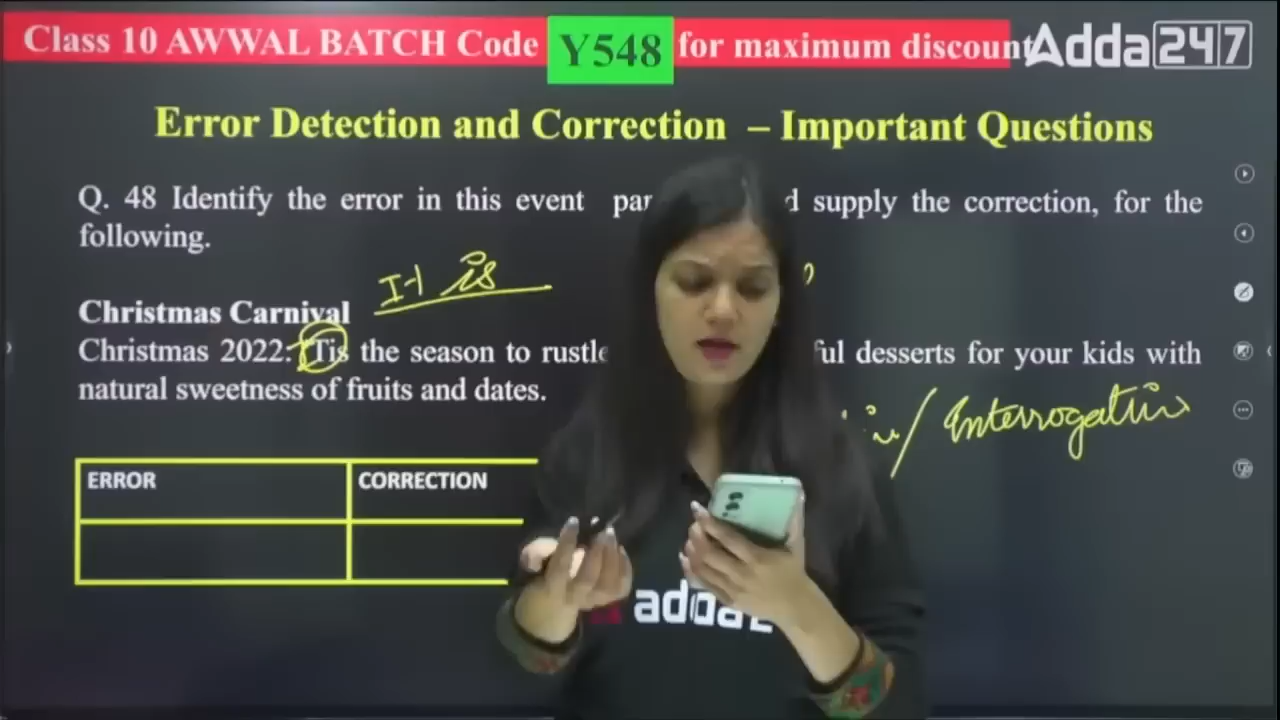 Class 10 AWWAL BATCH Code Y548 for maximum discount
Adda247
Error Detection and Correction – Important Questions
Q. 48 Identify the error in this event supply the correction, for the
following.
It is
Christmas Carnival
Christmas 2022: 'Tis the season to rustle desserts for your kids with
natural sweetness of fruits and dates.
/ Interrogative
ERROR CORRECTION
adda2